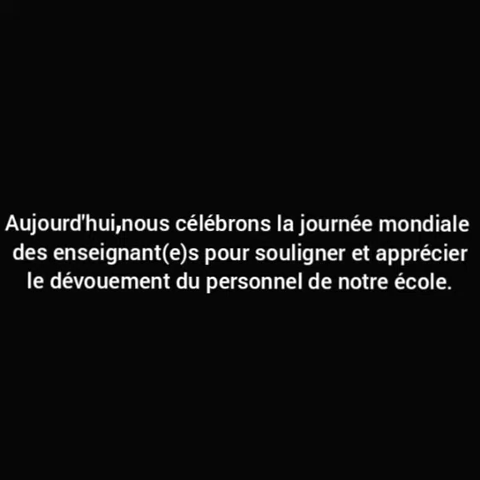 Aujourd'hui,nous célébrons la journée mondiale
des enseignant(e)s pour souligner et apprécier
le dévouement du personnel de notre école.